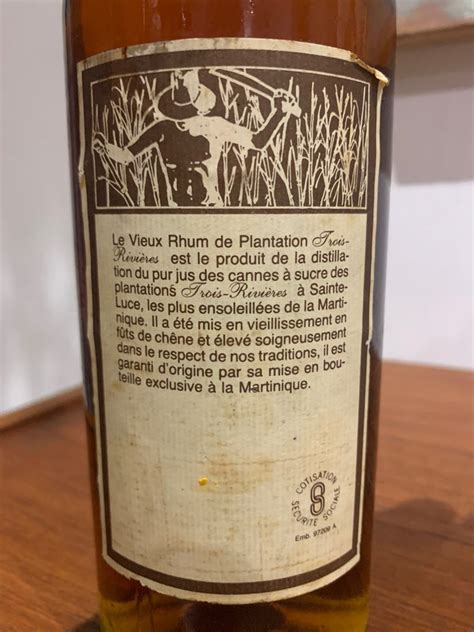 Le Vieux Rhum de Plantation Trois-
Rivières est le produit de la distilla-
tion du pur jus des cannes à sucre des
plantations Trois-Rivières à Sainte-
Luce, les plus ensoleillées de la Marti-
nique. Il a été mis en vieillissement en
fûts de chêne et élevé soigneusement
dans le respect de nos traditions, il est
garanti d'origine par sa mise en bou-
teille exclusive à la Martinique.
COTISATION
SECURITE SOCIALE
Emb. 97209 A